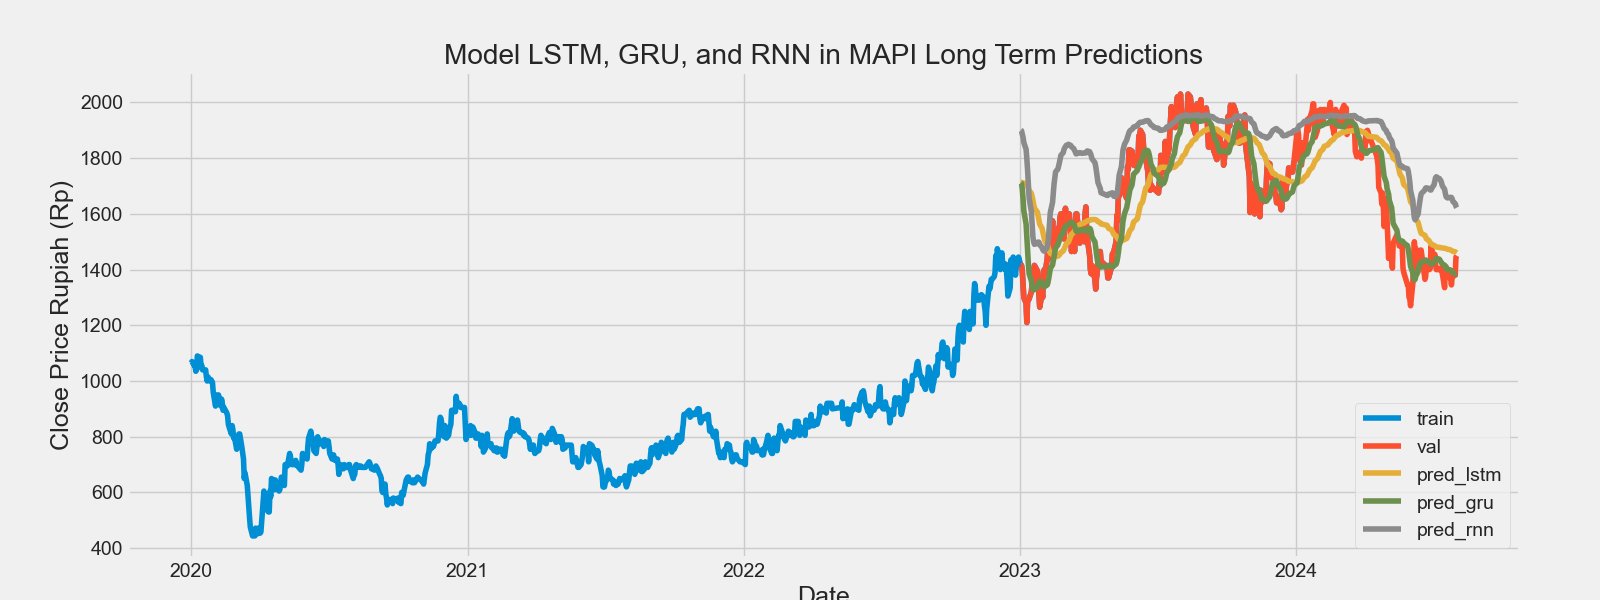 Model LSTM, GRU, and RNN in MAPI Long Term Predictions
Close Price Rupiah (Rp)
2000
1800
1600
1400
1200
1000
800
600
400
2020
2021
2022
2023
2024
Date
train
val
pred_lstm
pred_gru
pred_rnn